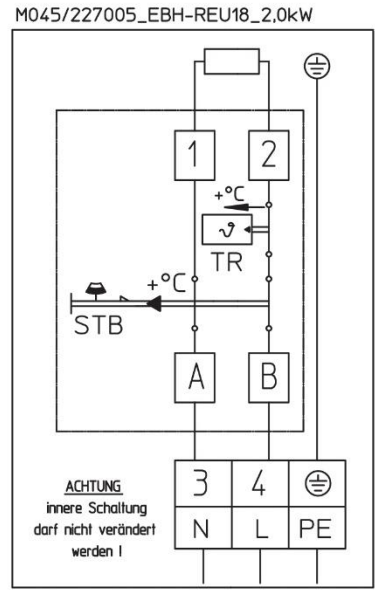 M045/227005_EBH-REU18_2,0kW
1 2
+°C
ϑ
TR
+°C
STB
A B
3 4
N L PE
ACHTUNG
innere Schaltung
darf nicht verändert
werden !